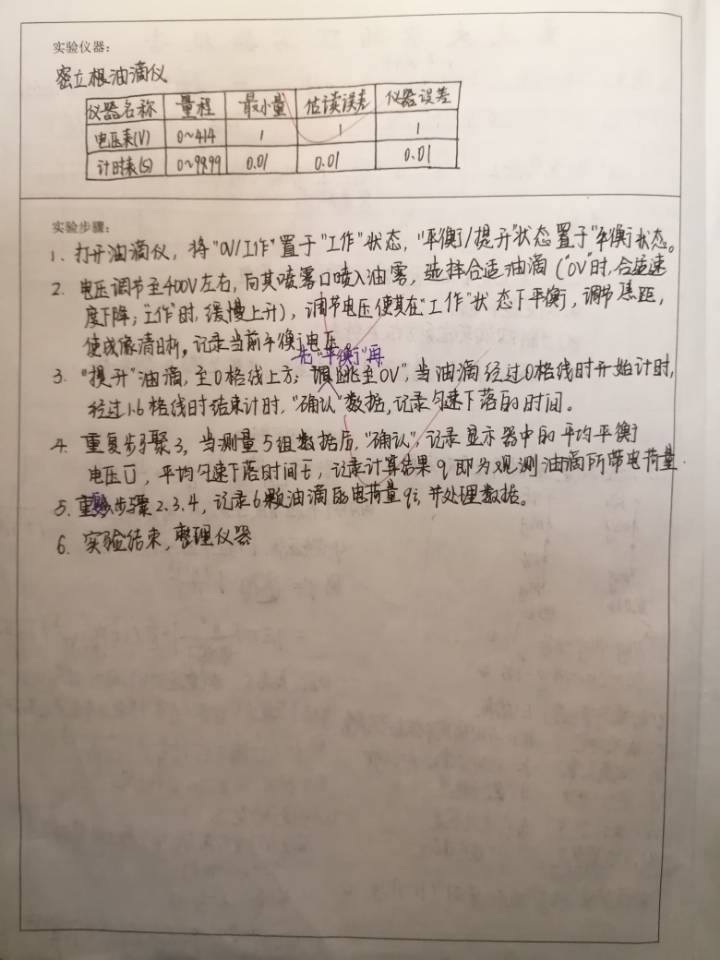 实验仪器：
密立根油滴仪
仪器名称 量程 最小量 估读误差 仪器误差
电压表(V) 0~414 1 1 1
计时表(S) 0~99.99 0.01 0.01 0.01
实验步骤：
1. 打开油滴仪，将"0V/工作"置于"工作"状态，"平衡/提升"状态置于"平衡"状态。
2. 电压调节至400V左右，向其喷雾口喷入油雾，选择合适油滴（"0V"时，合适速
度下降；"工作"时，缓慢上升），调节电压使其在"工作"状态下平衡，调节焦距，
使成像清晰，记录当前平衡电压。
先"平衡"再
3. "提升"油滴，至0格线上方；调跳至"0V"，当油滴经过0格线时开始计时，
经过1.6格线时结束计时，"确认"数据，记录匀速下落的时间。
4. 重复步骤3，当测量5组数据后，"确认"，记录显示器中的平均平衡
电压U̅，平均匀速下落时间t̅，记录计算结果q即为观测油滴所带电荷量.
5. 重复步骤2.3.4，记录6颗油滴的电荷量qi，并处理数据。
6. 实验结束，整理仪器